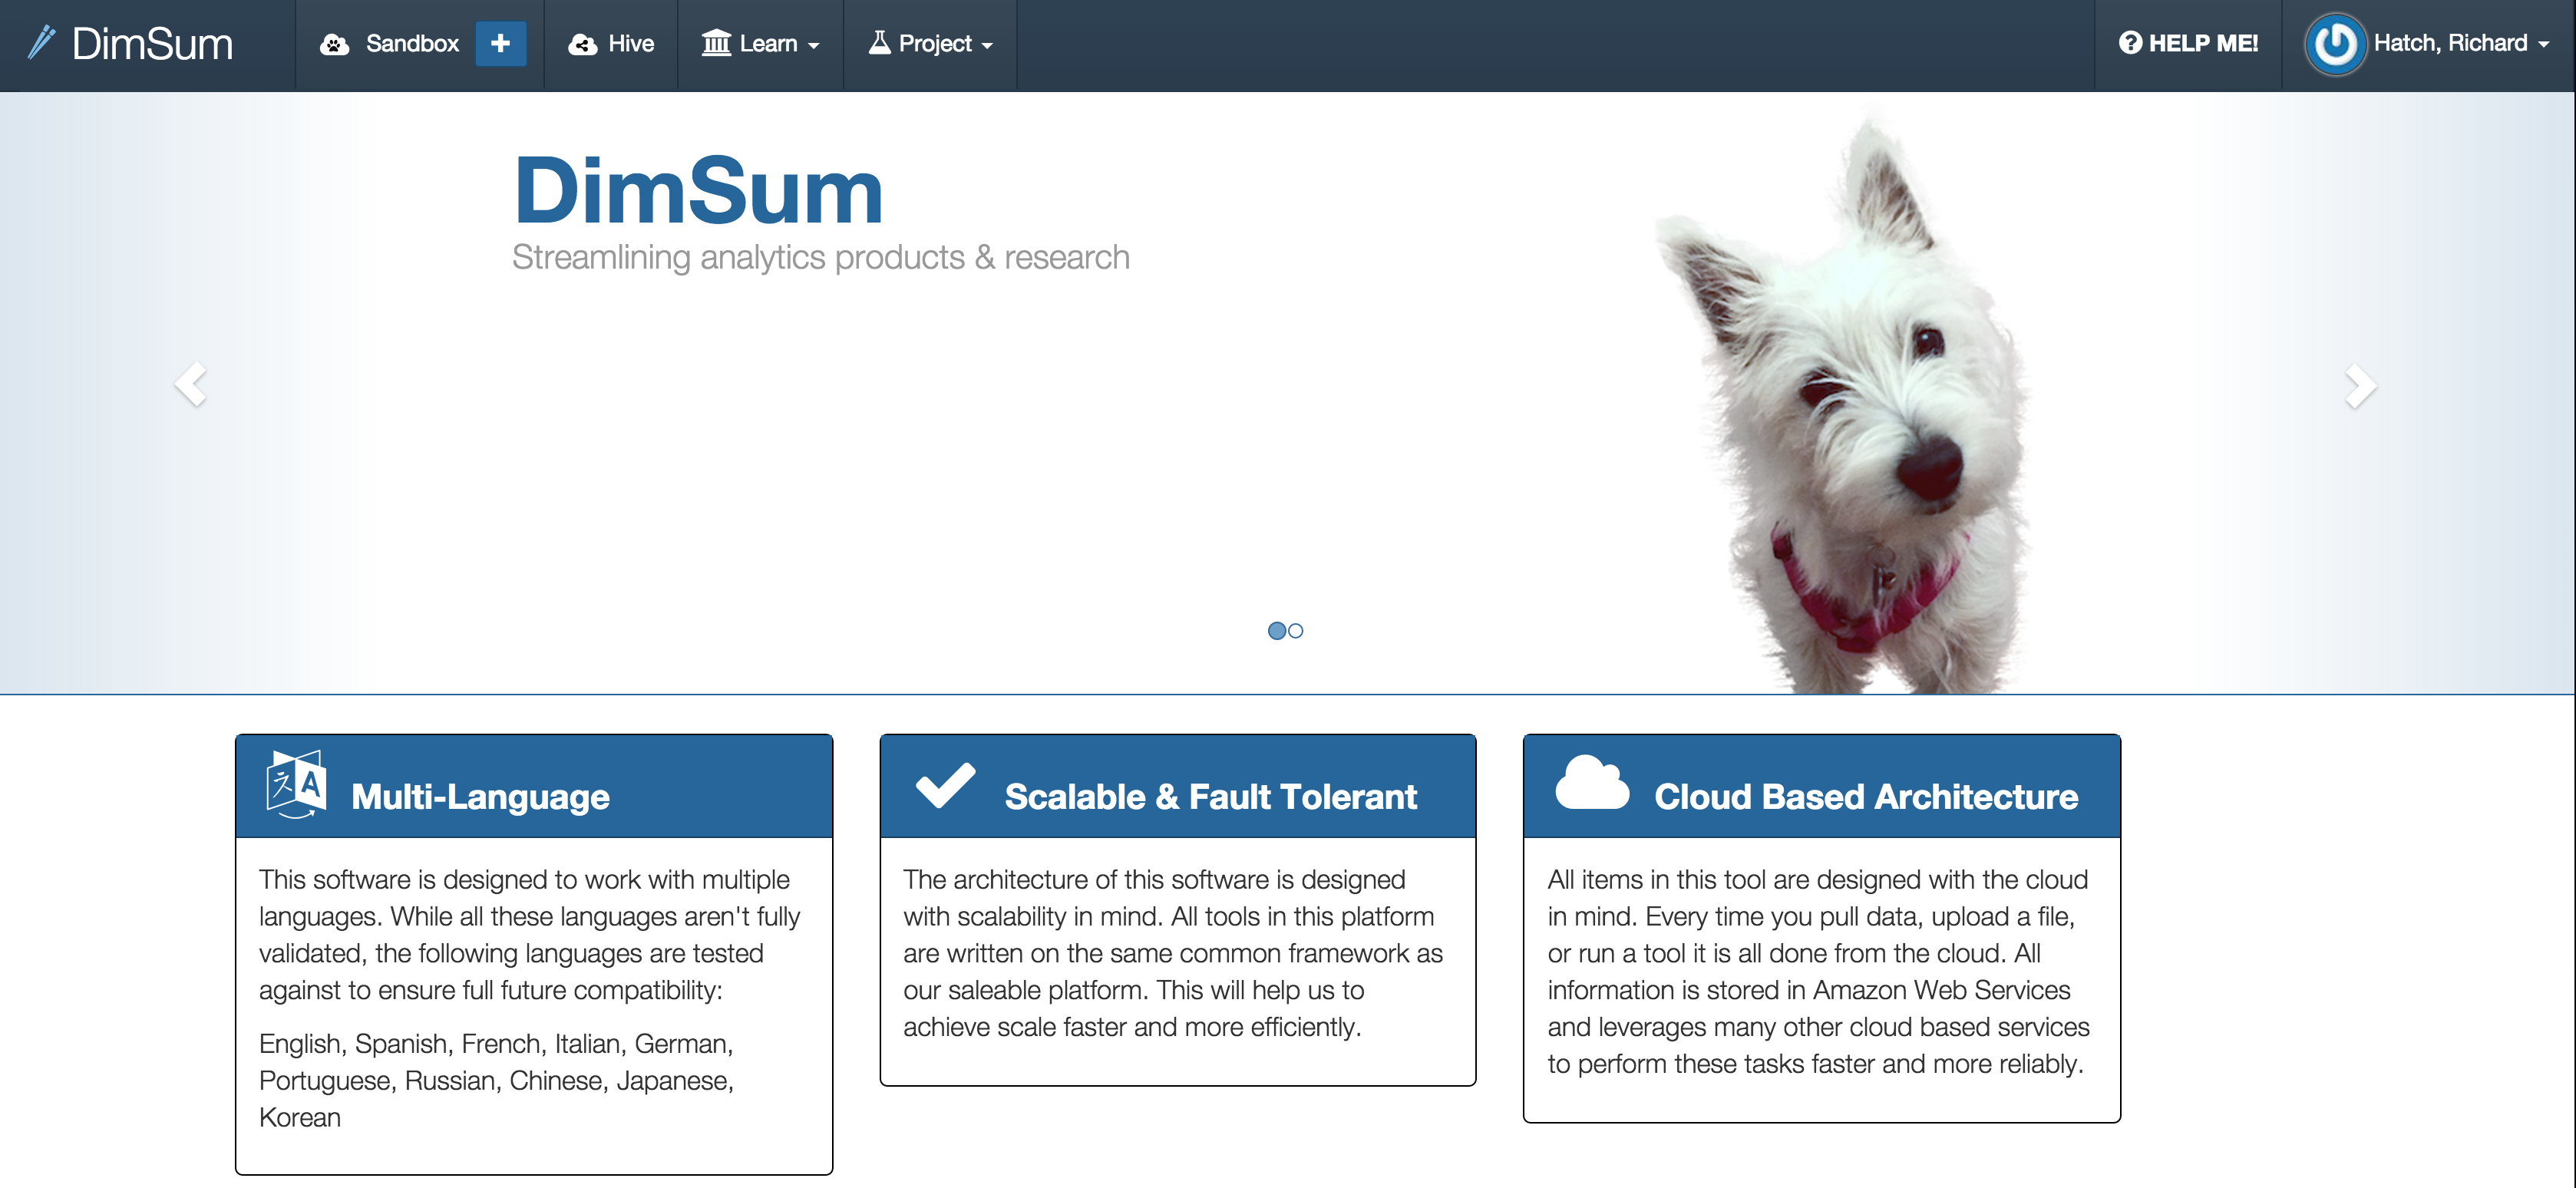 DimSum
Sandbox
Hive
Learn
Project
HELP ME!
Hatch, Richard
DimSum
Streamlining analytics products & research
Multi-Language
This software is designed to work with multiple
languages. While all these languages aren't fully
validated, the following languages are tested
against to ensure full future compatibility:
English, Spanish, French, Italian, German,
Portuguese, Russian, Chinese, Japanese,
Korean
Scalable & Fault Tolerant
The architecture of this software is designed
with scalability in mind. All tools in this platform
are written on the same common framework as
our saleable platform. This will help us to
achieve scale faster and more efficiently.
Cloud Based Architecture
All items in this tool are designed with the cloud
in mind. Every time you pull data, upload a file,
or run a tool it is all done from the cloud. All
information is stored in Amazon Web Services
and leverages many other cloud based services
to perform these tasks faster and more reliably.